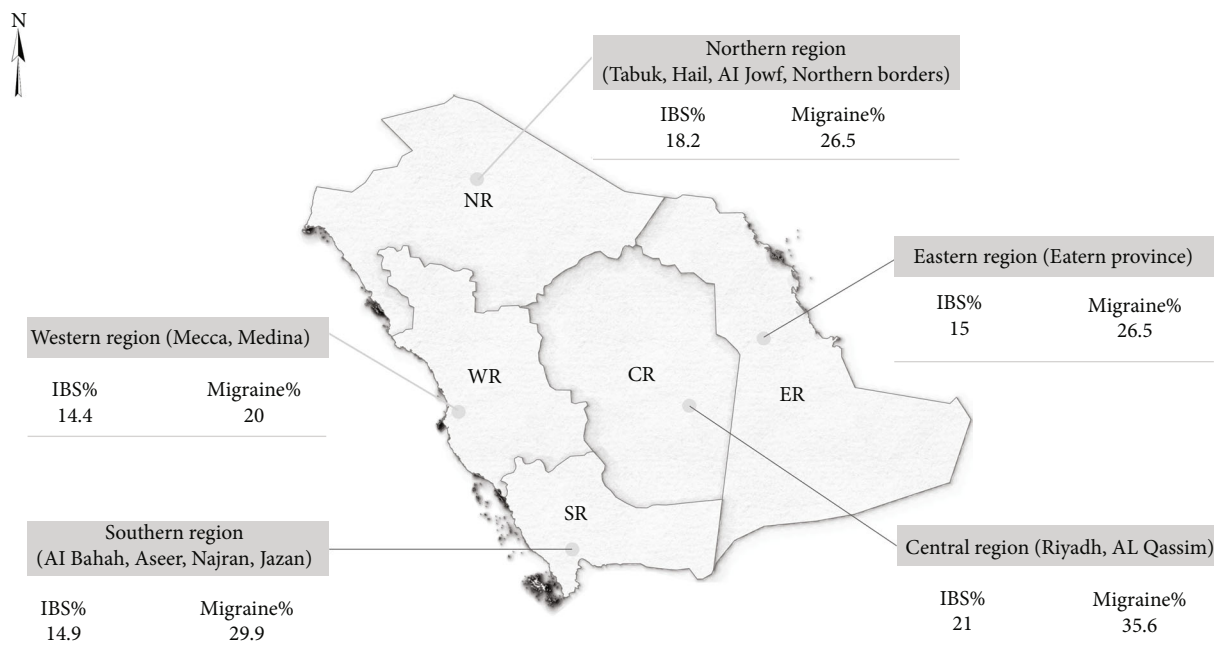 N
Northern region
(Tabuk, Hail, AI Jowf, Northern borders)
IBS% Migraine%
18.2 26.5
NR
Eastern region (Eatern province)
IBS% Migraine%
15 26.5
Western region (Mecca, Medina)
IBS% Migraine%
14.4 20
WR
CR
ER
SR
Southern region
(AI Bahah, Aseer, Najran, Jazan)
IBS% Migraine%
14.9 29.9
Central region (Riyadh, AL Qassim)
IBS% Migraine%
21 35.6